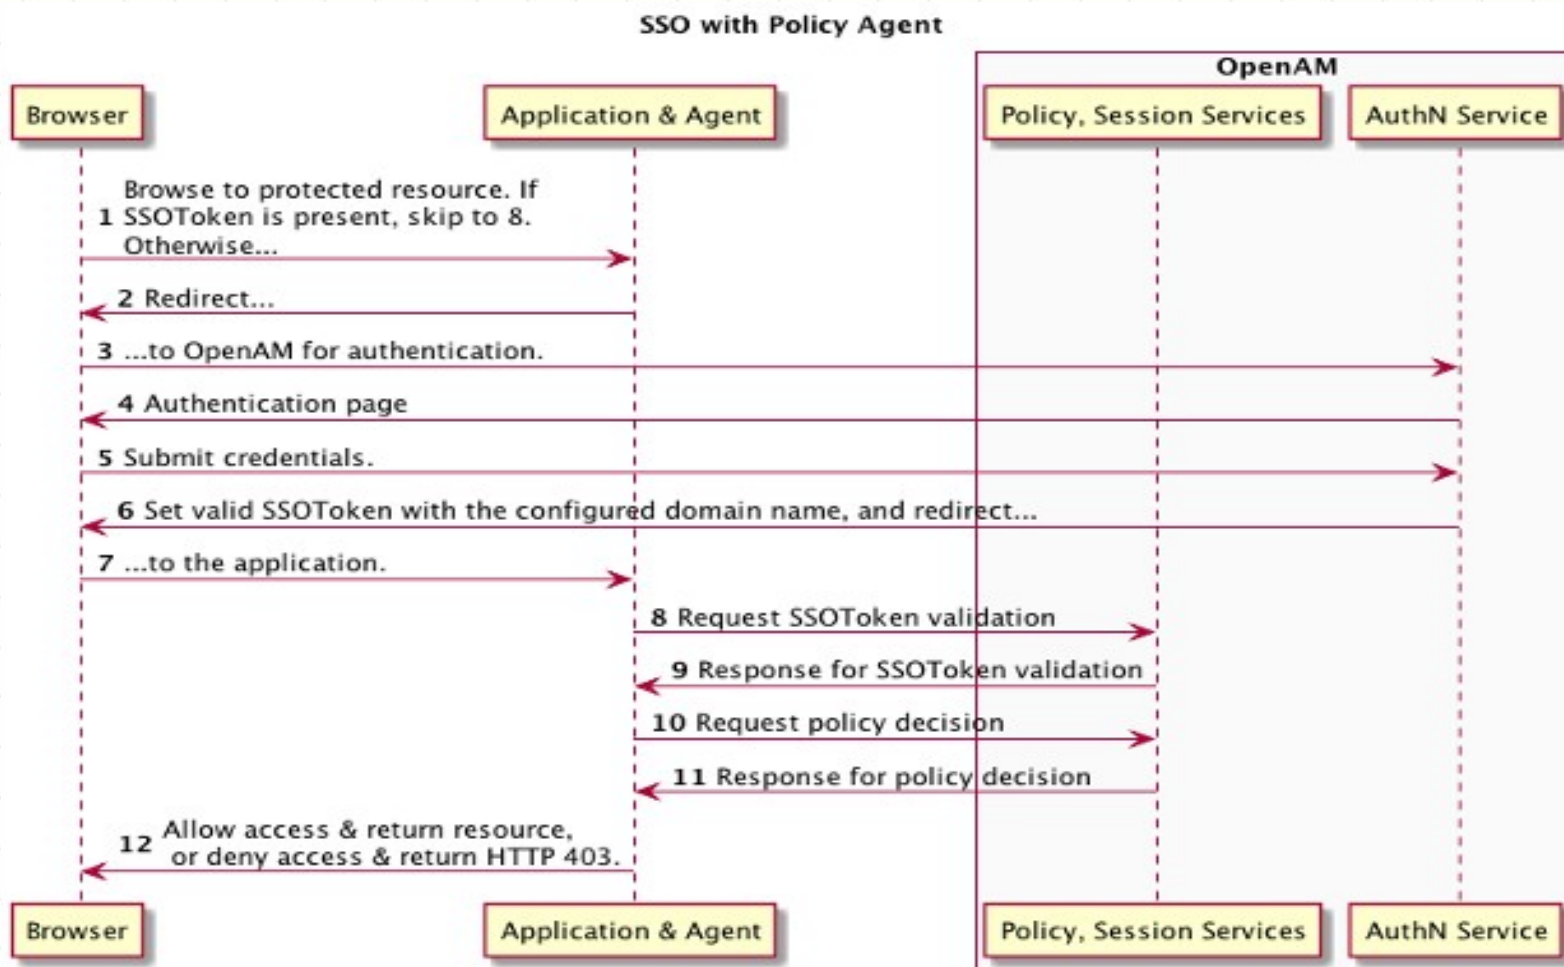 SSO with Policy Agent
OpenAM
Browser
Application & Agent
Policy, Session Services
AuthN Service
Browse to protected resource. If
1 SSOToken is present, skip to 8.
Otherwise...
2 Redirect...
3 ...to OpenAM for authentication.
4 Authentication page
5 Submit credentials.
6 Set valid SSOToken with the configured domain name, and redirect...
7 ...to the application.
8 Request SSOToken validation
9 Response for SSOToken validation
10 Request policy decision
11 Response for policy decision
Allow access & return resource,
12
or deny access & return HTTP 403.
Browser
Application & Agent
Policy, Session Services
AuthN Service